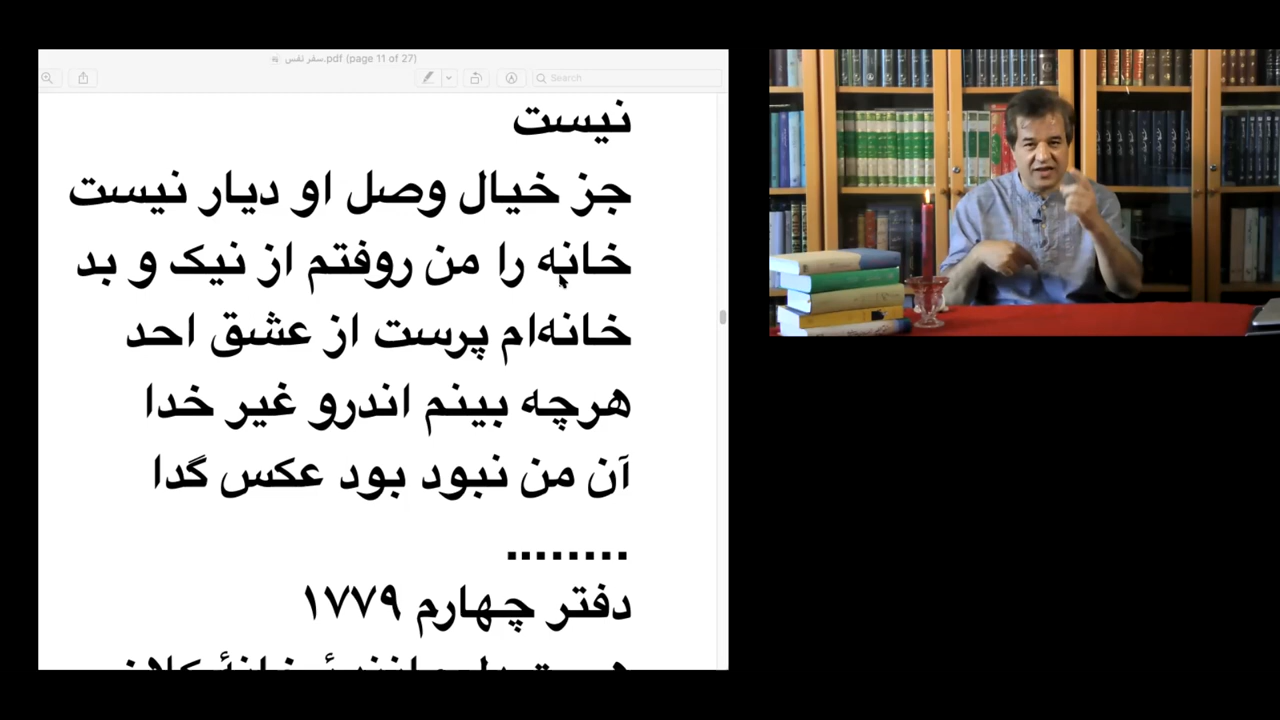 سفر نفس.pdf (page 11 of 27)
Search
نیست
جز خیال وصل او دیار نیست
خانه را من روفتم از نیک و بد
خانه‌ام پرست از عشق احد
هرچه بینم اندرو غیر خدا
آن من نبود بود عکس گدا
........
دفتر چهارم ۱۷۷۹